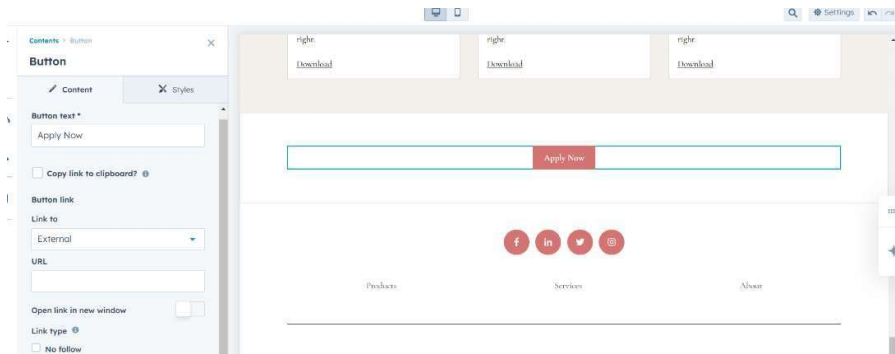 Settings
Contents > Button
Button
Content
Styles
Button text *
Apply Now
Copy link to clipboard?
Button link
Link to
External
URL
Open link in new window
Link type
No follow
right.
right.
right.
Download
Download
Download
Apply Now
Products
Services
About